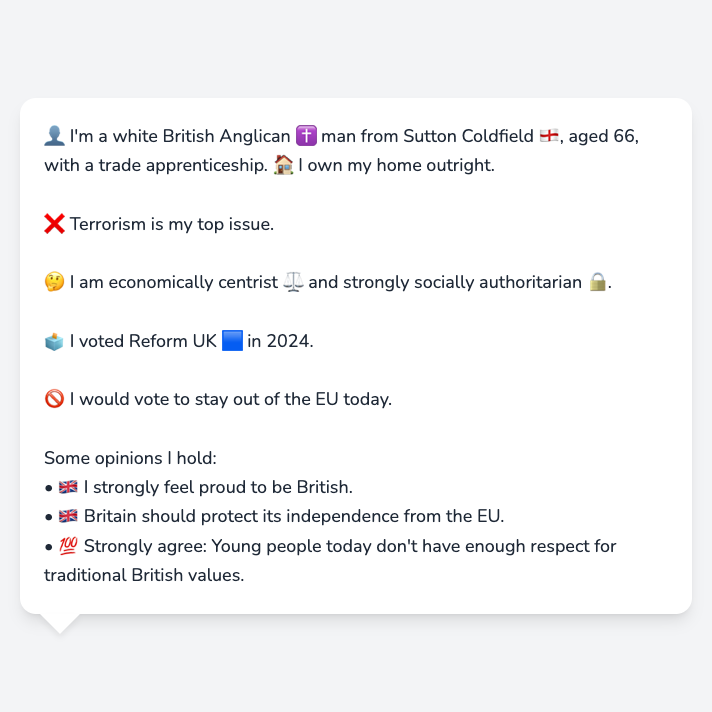 👤 I'm a white British Anglican ✝️ man from Sutton Coldfield 🏴󠁧󠁢󠁥󠁮󠁧󠁿, aged 66,
with a trade apprenticeship. 🏠 I own my home outright.
❌ Terrorism is my top issue.
🤔 I am economically centrist ⚖️ and strongly socially authoritarian 🔒.
🗳️ I voted Reform UK 🟦 in 2024.
🚫 I would vote to stay out of the EU today.
Some opinions I hold:
• 🇬🇧 I strongly feel proud to be British.
• 🇬🇧 Britain should protect its independence from the EU.
• 💯 Strongly agree: Young people today don't have enough respect for
traditional British values.